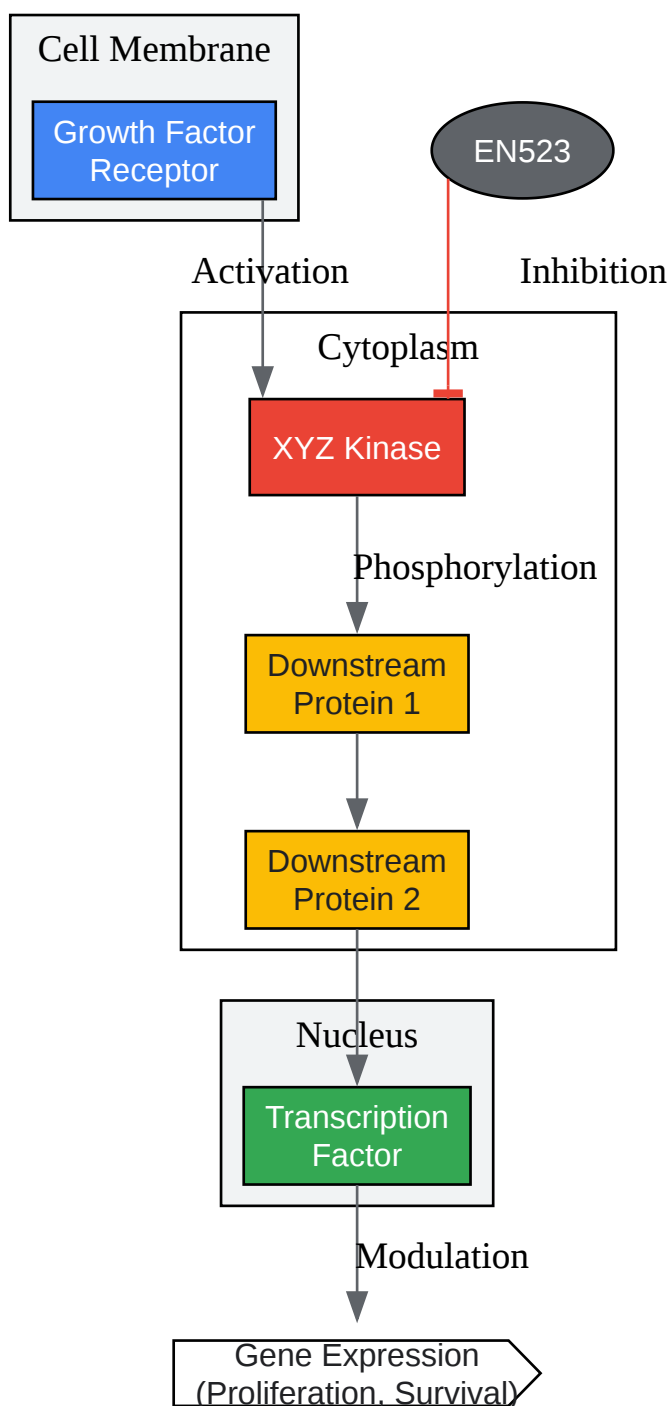 Cell Membrane
Growth Factor
Receptor
EN523
Activation
Inhibition
Cytoplasm
XYZ Kinase
Phosphorylation
Downstream
Protein 1
Downstream
Protein 2
Nucleus
Transcription
Factor
Modulation
Gene Expression
(Proliferation, Survival)